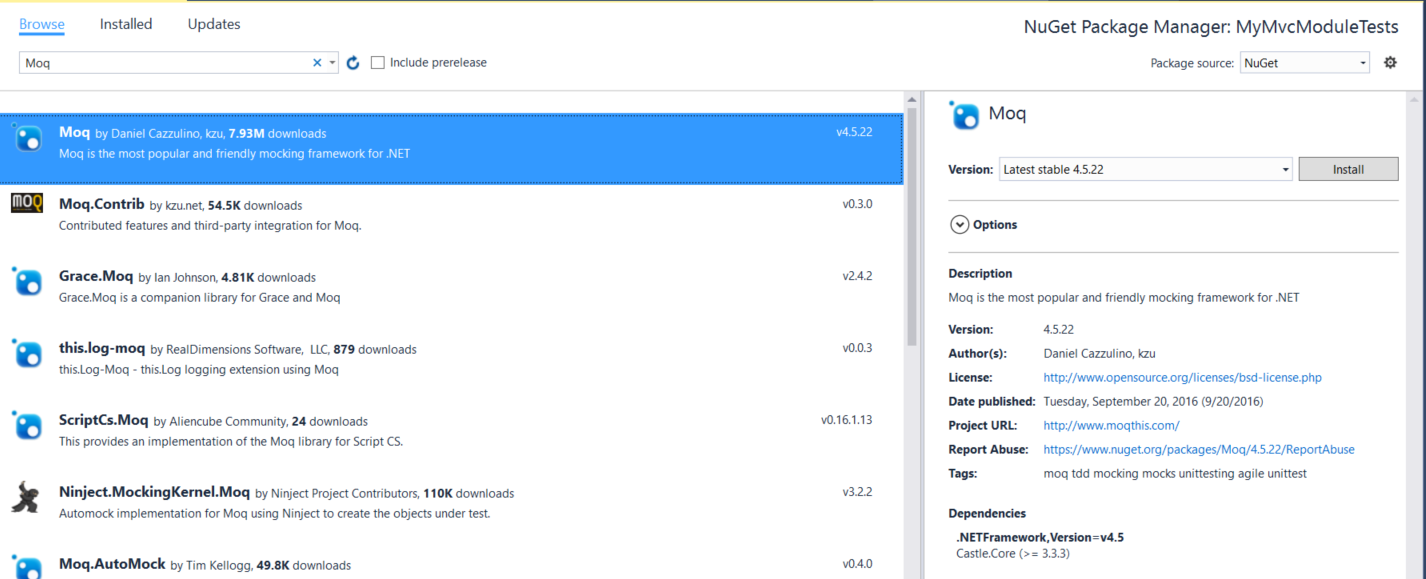 Browse Installed Updates
NuGet Package Manager: MyMvcModuleTests
Moq
Include prerelease
Package source: NuGet
Moq by Daniel Cazzulino, kzu, 7.93M downloads v4.5.22
Moq is the most popular and friendly mocking framework for .NET
MOQ
Moq.Contrib by kzu.net, 54.5K downloads v0.3.0
Contributed features and third-party integration for Moq.
Grace.Moq by Ian Johnson, 4.81K downloads v2.4.2
Grace.Moq is a companion library for Grace and Moq
this.log-moq by RealDimensions Software, LLC, 879 downloads v0.0.3
this.Log-Moq - this.Log logging extension using Moq
ScriptCs.Moq by Aliencube Community, 24 downloads v0.16.1.13
This provides an implementation of the Moq library for Script CS.
Ninject.MockingKernel.Moq by Ninject Project Contributors, 110K downloads v3.2.2
Automock implementation for Moq using Ninject to create the objects under test.
Moq.AutoMock by Tim Kellogg, 49.8K downloads v0.4.0
Moq
Version: Latest stable 4.5.22 Install
Options
Description
Moq is the most popular and friendly mocking framework for .NET
Version: 4.5.22
Author(s): Daniel Cazzulino, kzu
License: http://www.opensource.org/licenses/bsd-license.php
Date published: Tuesday, September 20, 2016 (9/20/2016)
Project URL: http://www.moqthis.com/
Report Abuse: https://www.nuget.org/packages/Moq/4.5.22/ReportAbuse
Tags: moq tdd mocking mocks unittesting agile unittest
Dependencies
.NETFramework,Version=v4.5
Castle.Core (>= 3.3.3)